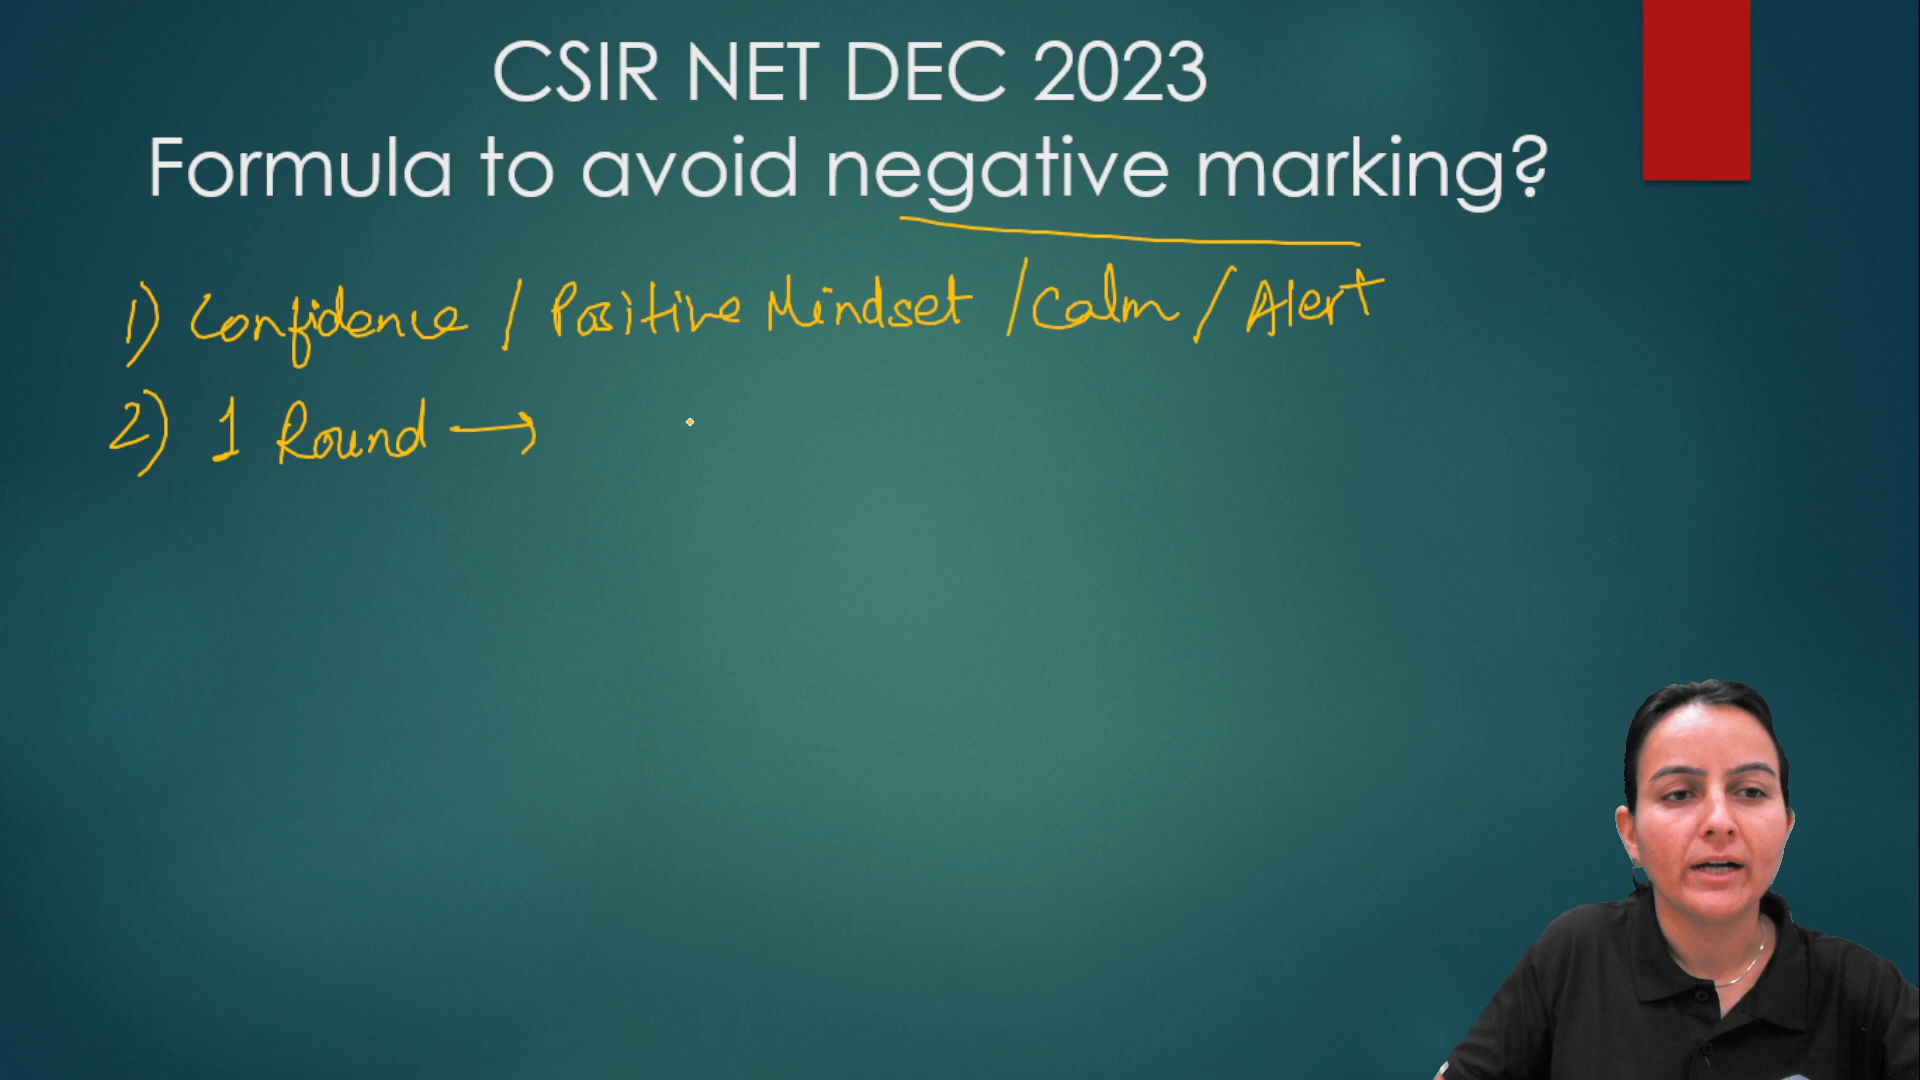 CSIR NET DEC 2023
Formula to avoid negative marking?
1) Confidence / Positive Mindset / Calm / Alert
2) 1 Round →